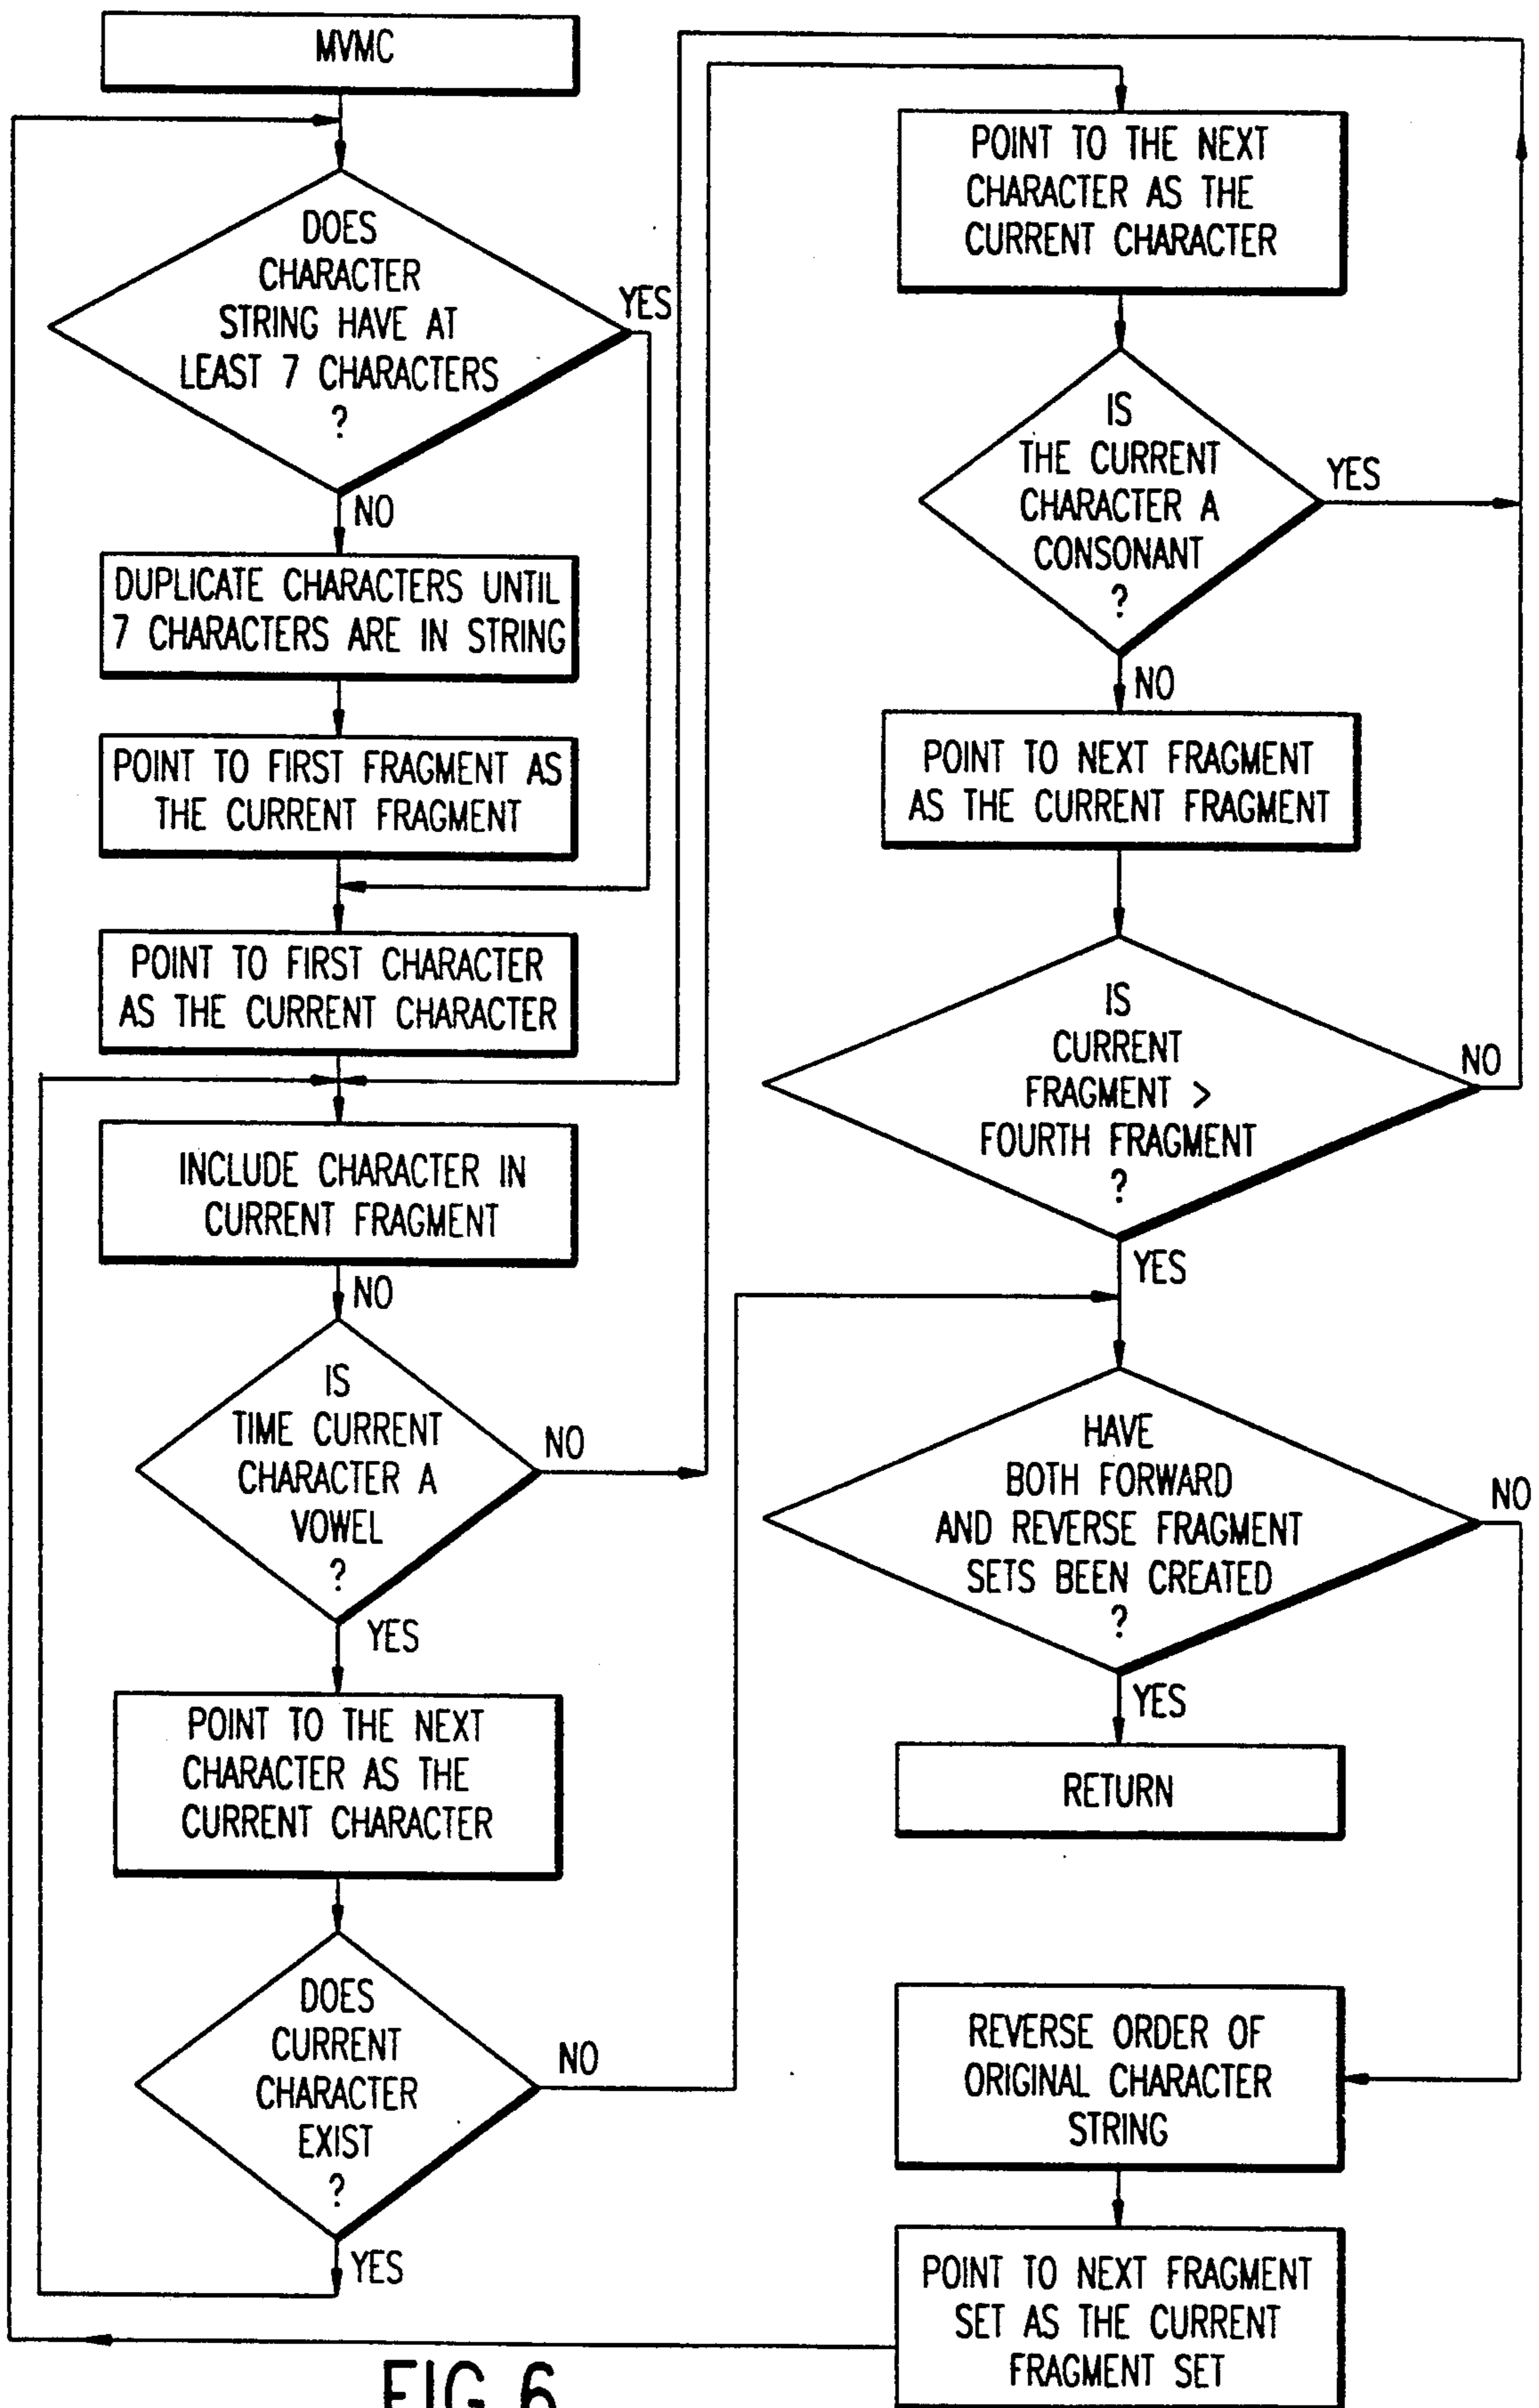 MVMC
DOES
CHARACTER
STRING HAVE AT
LEAST 7 CHARACTERS
?
YES
NO
DUPLICATE CHARACTERS UNTIL
7 CHARACTERS ARE IN STRING
POINT TO FIRST FRAGMENT AS
THE CURRENT FRAGMENT
POINT TO FIRST CHARACTER
AS THE CURRENT CHARACTER
INCLUDE CHARACTER IN
CURRENT FRAGMENT
NO
IS
TIME CURRENT
CHARACTER A
VOWEL
?
NO
YES
POINT TO THE NEXT
CHARACTER AS THE
CURRENT CHARACTER
DOES
CURRENT
CHARACTER
EXIST
?
NO
YES
POINT TO THE NEXT
CHARACTER AS THE
CURRENT CHARACTER
IS
THE CURRENT
CHARACTER A
CONSONANT
?
YES
NO
POINT TO NEXT FRAGMENT
AS THE CURRENT FRAGMENT
IS
CURRENT
FRAGMENT >
FOURTH FRAGMENT
?
NO
YES
HAVE
BOTH FORWARD
AND REVERSE FRAGMENT
SETS BEEN CREATED
?
NO
YES
RETURN
REVERSE ORDER OF
ORIGINAL CHARACTER
STRING
POINT TO NEXT FRAGMENT
SET AS THE CURRENT
FRAGMENT SET
FIG 6